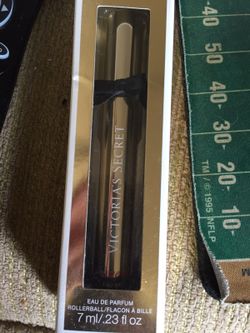 VICTORIA'S SECRET
EAU DE PARFUM
ROLLERBALL/FLACON À BILLE
7 ml/.23 fl oz
-40
-50
-40
-30
-20
-10
TM / © 1995 NFLP